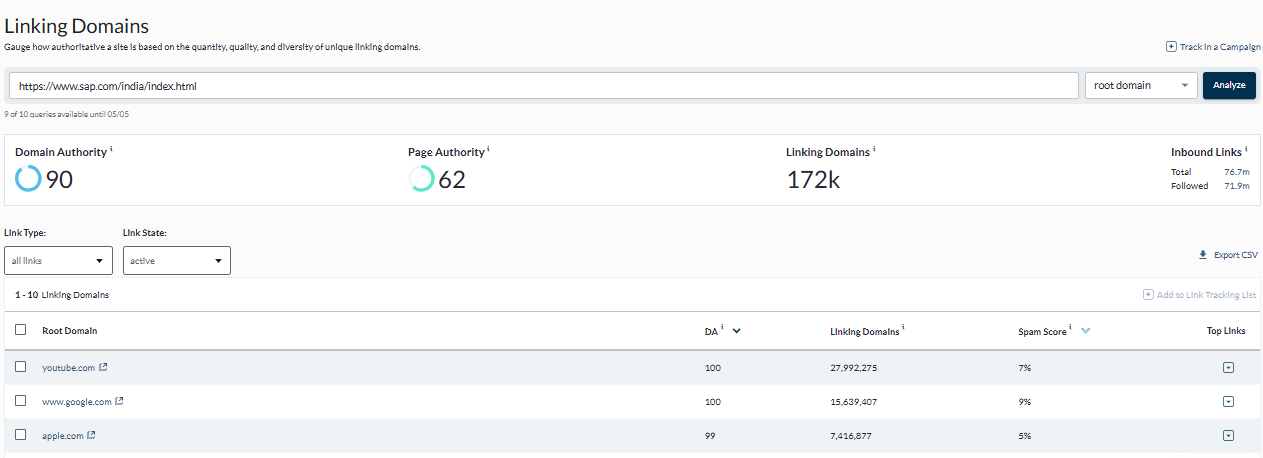 Linking Domains
Gauge how authoritative a site is based on the quantity, quality, and diversity of unique linking domains.
Track in a Campaign
https://www.sap.com/india/index.html
root domain
Analyze
9 of 10 queries available until 05/05
Domain Authority i
90
Page Authority i
62
Linking Domains i
172k
Inbound Links i
Total 76.7m
Followed 71.9m
Link Type:
all links
Link State:
active
Export CSV
1 - 10 Linking Domains
Add to Link Tracking List
Root Domain DA i Linking Domains i Spam Score i Top Links
youtube.com 100 27,992,275 7%
www.google.com 100 15,639,407 9%
apple.com 99 7,416,877 5%